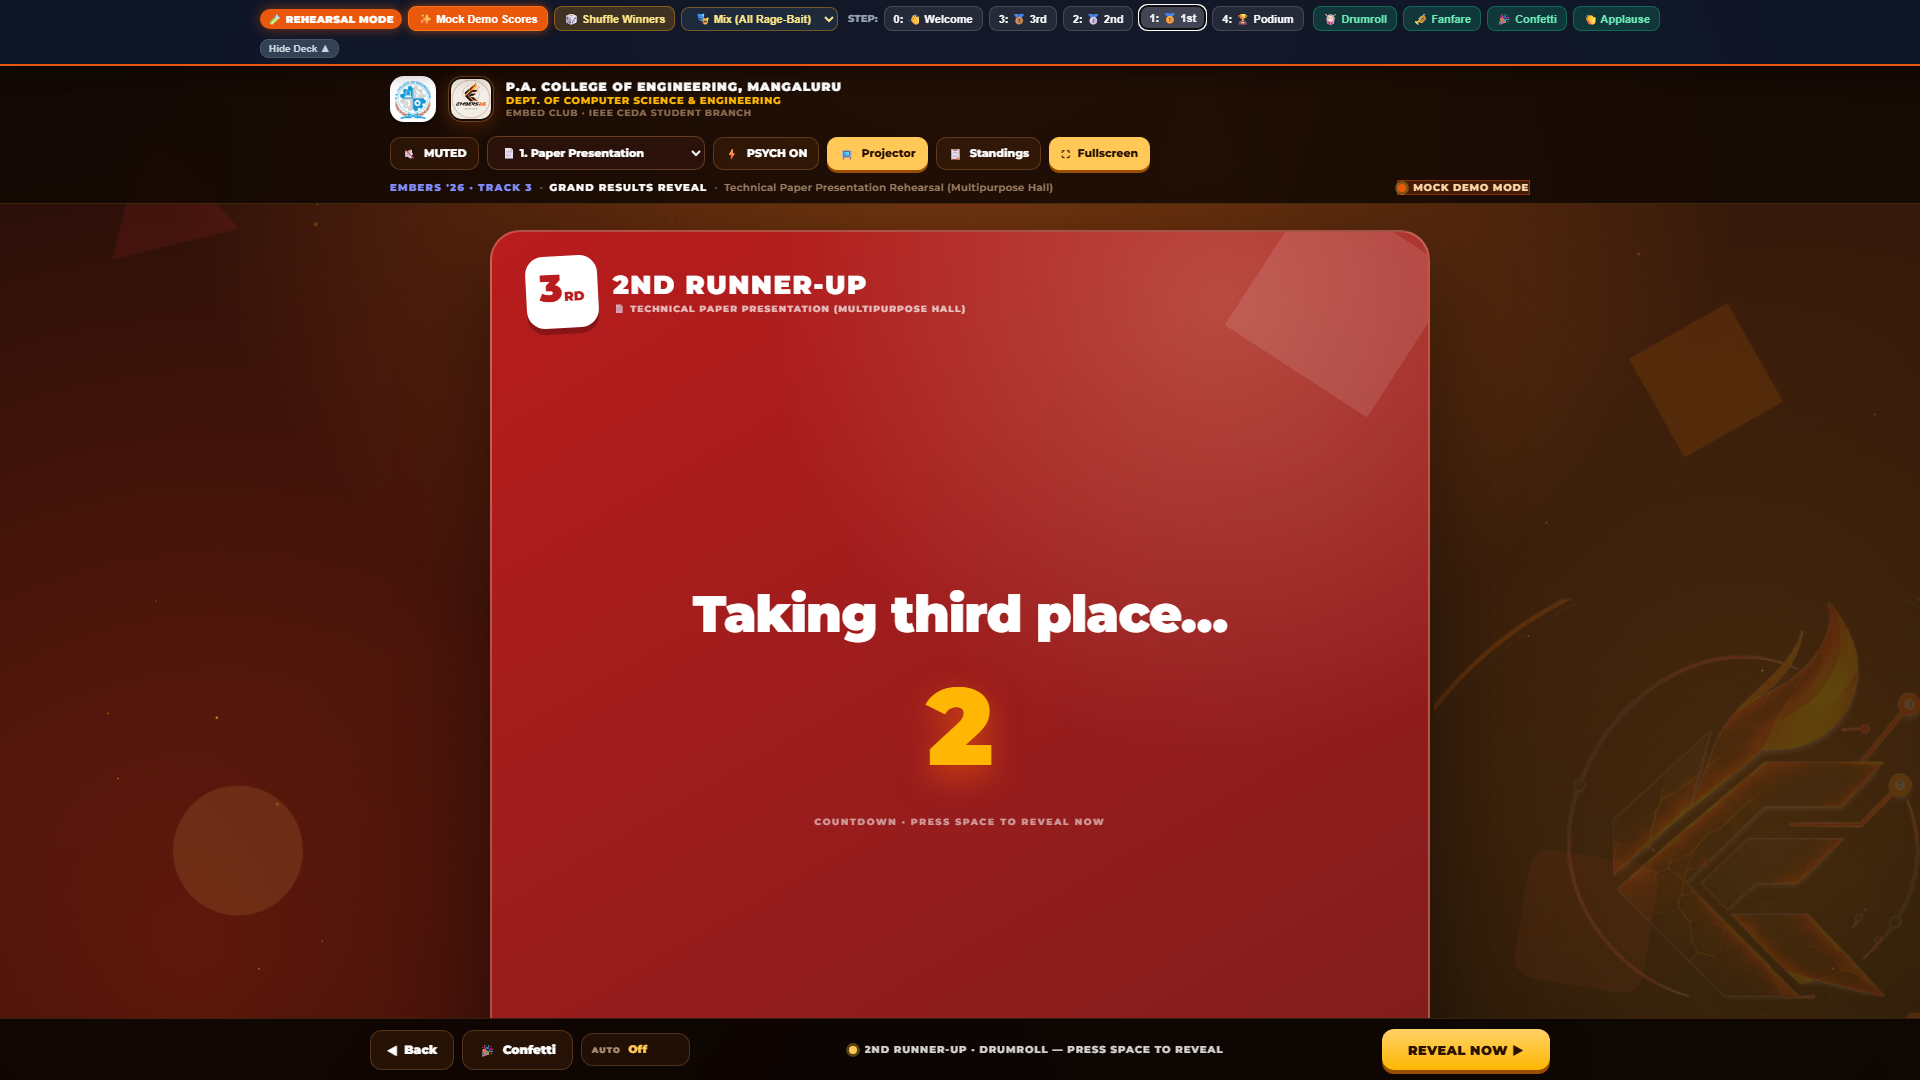 REHEARSAL MODE
Mock Demo Scores
Shuffle Winners
Mix (All Rage-Bait)
STEP:
0: Welcome
3: 3rd
2: 2nd
1: 1st
4: Podium
Drumroll
Fanfare
Confetti
Applause
Hide Deck ▲
P.A. COLLEGE OF ENGINEERING, MANGALURU
DEPT. OF COMPUTER SCIENCE & ENGINEERING
EMBED CLUB · IEEE CEDA STUDENT BRANCH
MUTED
1. Paper Presentation
PSYCH ON
Projector
Standings
Fullscreen
EMBERS '26 · TRACK 3 · GRAND RESULTS REVEAL · Technical Paper Presentation Rehearsal (Multipurpose Hall)
MOCK DEMO MODE
3RD
2ND RUNNER-UP
TECHNICAL PAPER PRESENTATION (MULTIPURPOSE HALL)
Taking third place...
2
COUNTDOWN · PRESS SPACE TO REVEAL NOW
◀ Back
Confetti
AUTO Off
2ND RUNNER-UP · DRUMROLL — PRESS SPACE TO REVEAL
REVEAL NOW ▶